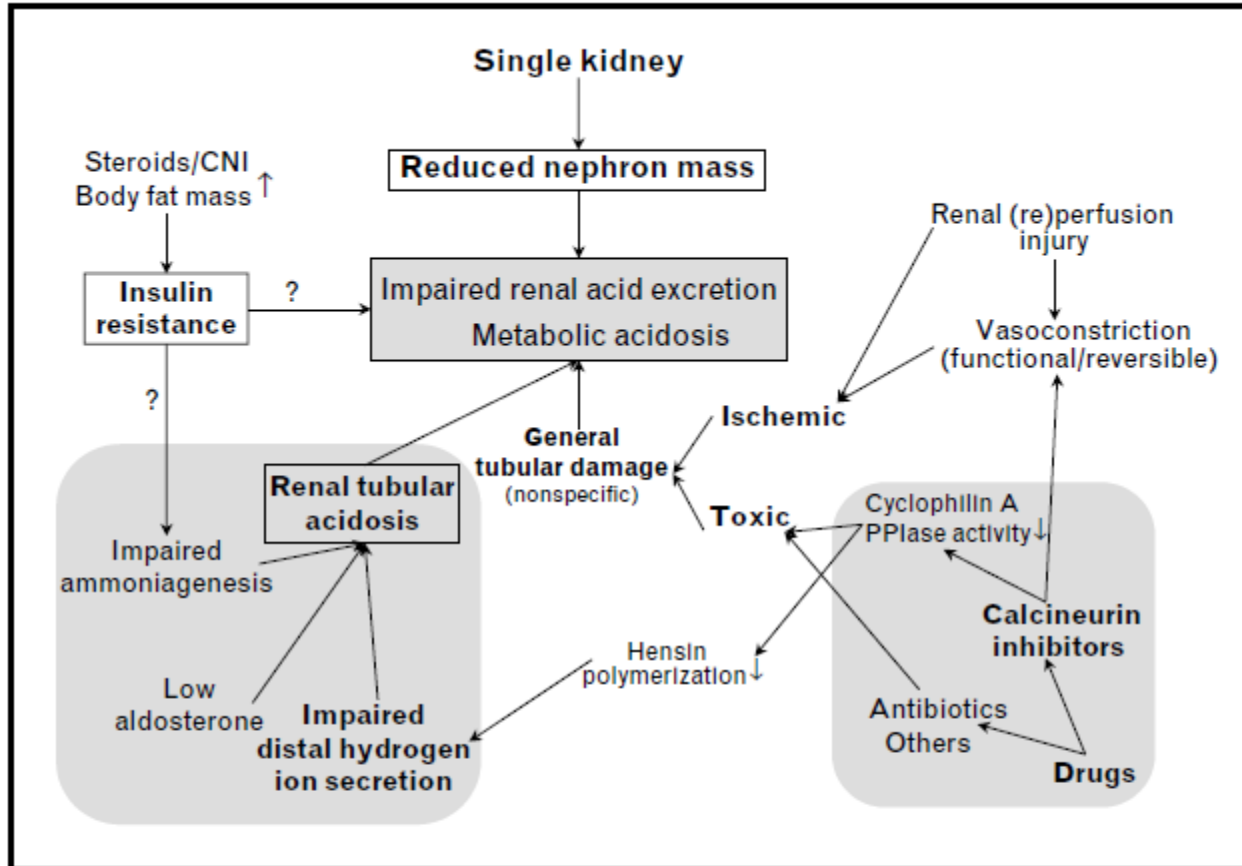 Single kidney
Steroids/CNI
Body fat mass ↑
Reduced nephron mass
Renal (re)perfusion
injury
Insulin
resistance
?
Impaired renal acid excretion
Metabolic acidosis
Vasoconstriction
(functional/reversible)
?
Ischemic
General
tubular damage
(nonspecific)
Renal tubular
acidosis
Toxic
Cyclophilin A
PPIase activity↓
Impaired
ammoniagenesis
Calcineurin
inhibitors
Hensin
polymerization↓
Low
aldosterone
Impaired
distal hydrogen
ion secretion
Antibiotics
Others
Drugs